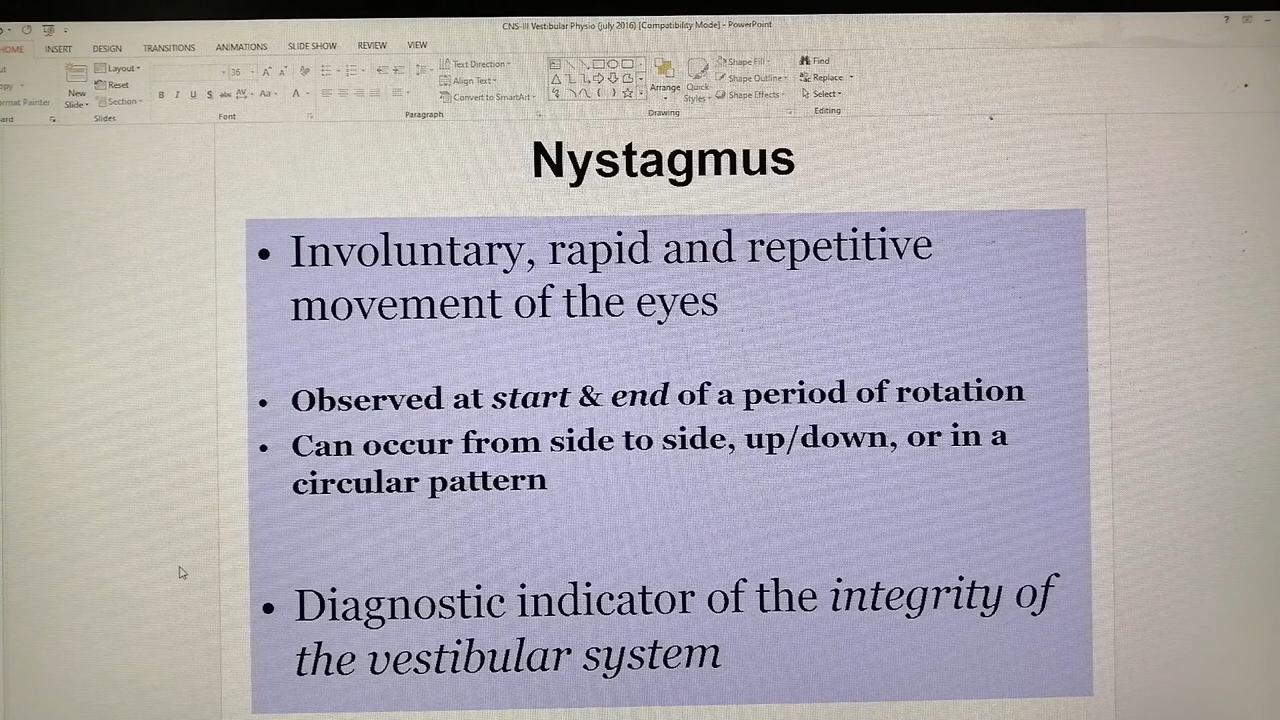 CNS-III Vestibular Physio (july 2016) [Compatibility Mode] - PowerPoint
HOME INSERT DESIGN TRANSITIONS ANIMATIONS SLIDE SHOW REVIEW VIEW
New Slide
Layout
Reset
Section
Slides
36
B I U S abc AV Aa A
Font
Text Direction
Align Text
Convert to SmartArt
Paragraph
Arrange
Quick Styles
Shape Fill
Shape Outline
Shape Effects
Drawing
Find
Replace
Select
Editing
Nystagmus
• Involuntary, rapid and repetitive
movement of the eyes
• Observed at start & end of a period of rotation
• Can occur from side to side, up/down, or in a
circular pattern
• Diagnostic indicator of the integrity of
the vestibular system